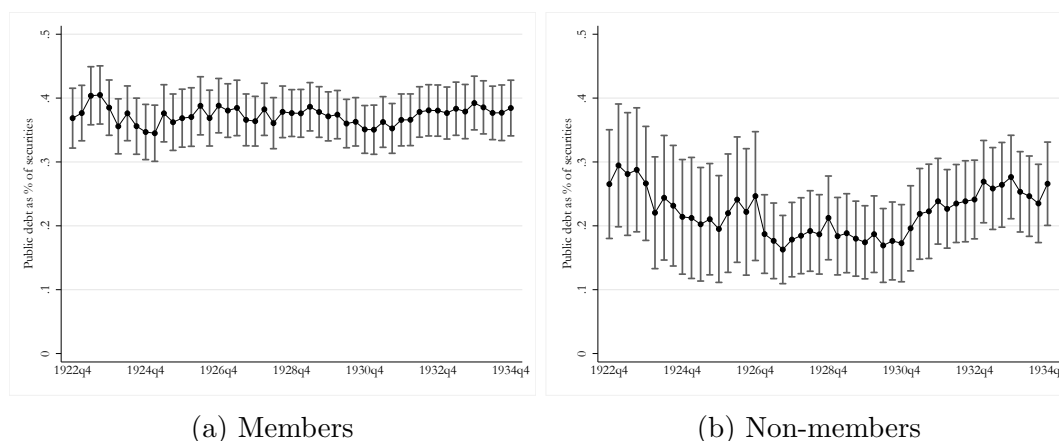 Public debt as % of securities
.5
.4
.3
.2
.1
0
1922q4 1924q4 1926q4 1928q4 1930q4 1932q4 1934q4
(a) Members
Public debt as % of securities
.5
.4
.3
.2
.1
0
1922q4 1924q4 1926q4 1928q4 1930q4 1932q4 1934q
(b) Non-members